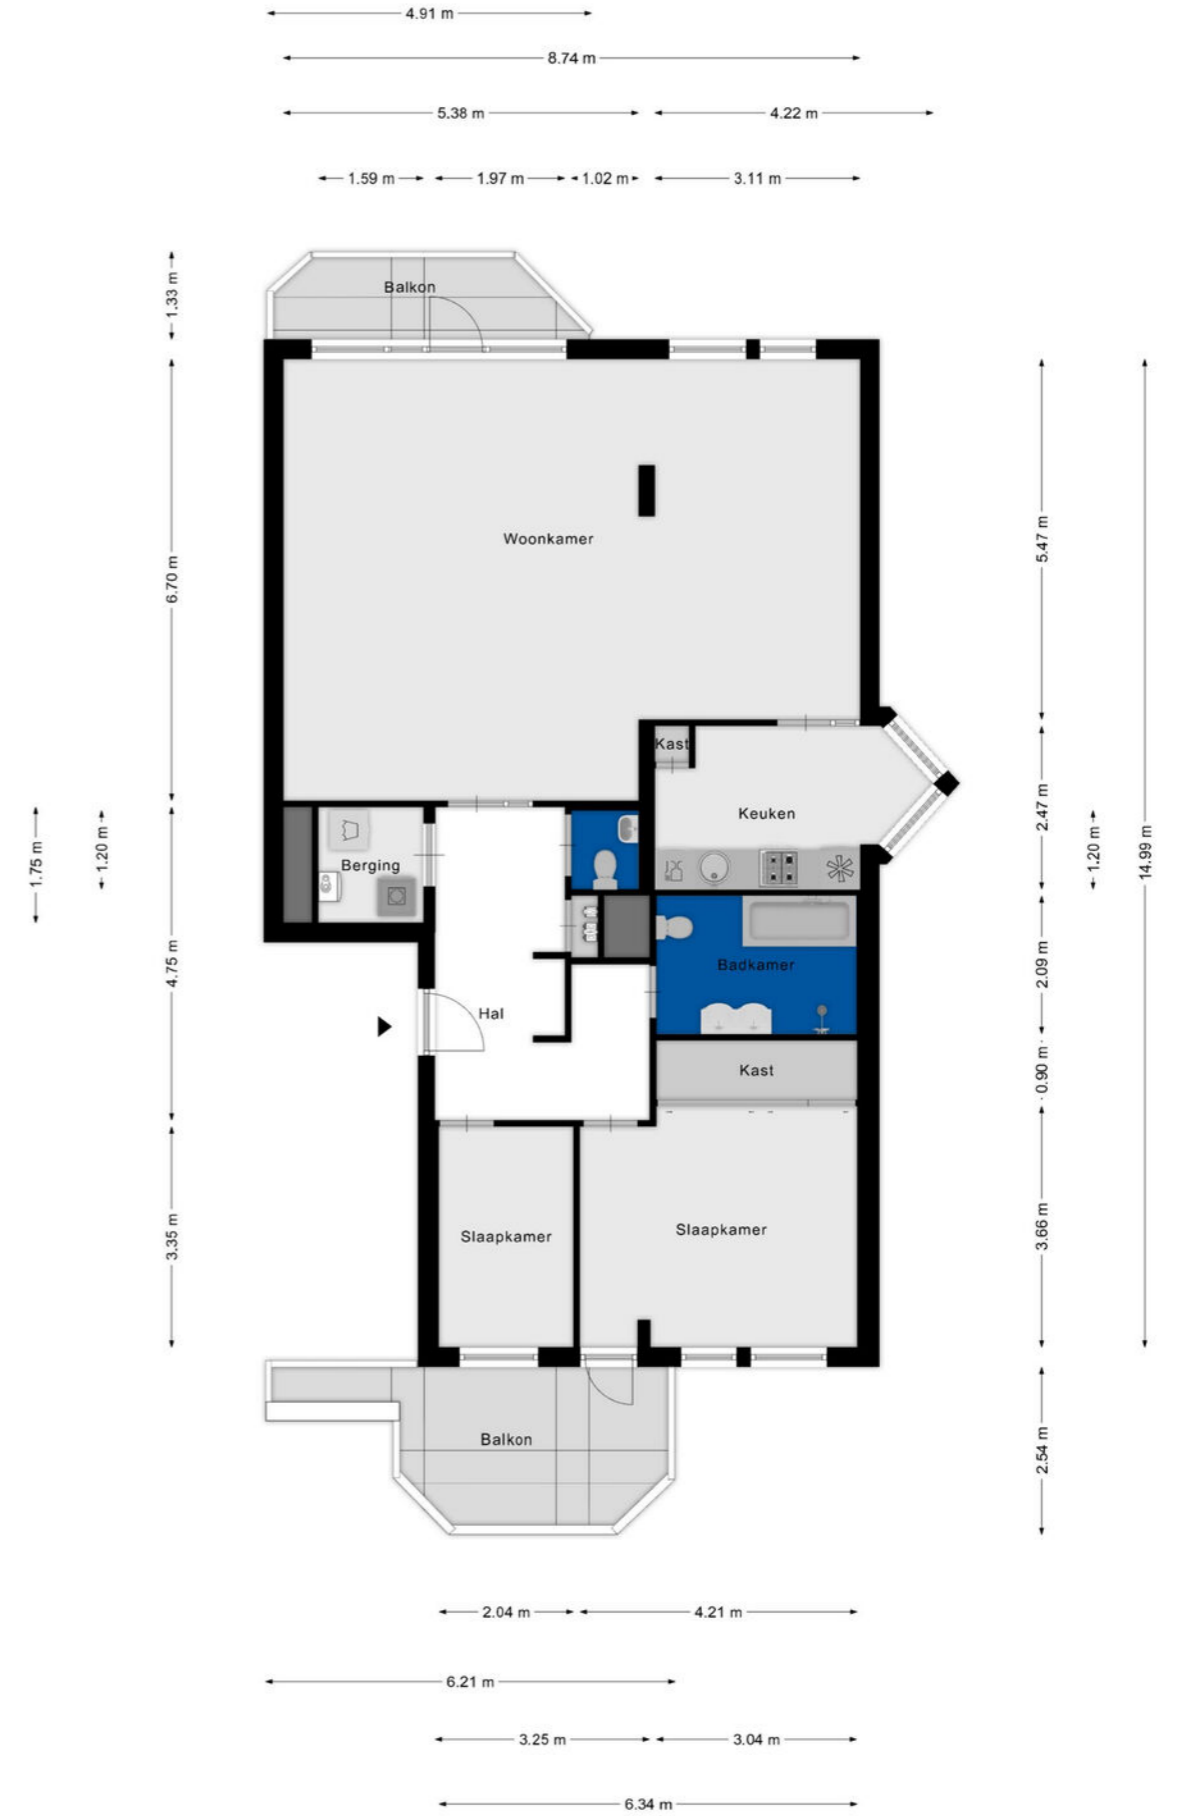 4.91 m
8.74 m
5.38 m
4.22 m
1.59 m
1.97 m
1.02 m
3.11 m
1.33 m
Balkon
6.70 m
Woonkamer
5.47 m
Kast
Keuken
2.47 m
1.20 m
14.99 m
1.75 m
1.20 m
Berging
4.75 m
Badkamer
2.09 m
Hal
Kast
0.90 m
3.35 m
Slaapkamer
Slaapkamer
3.66 m
Balkon
2.54 m
2.04 m
4.21 m
6.21 m
3.25 m
3.04 m
6.34 m